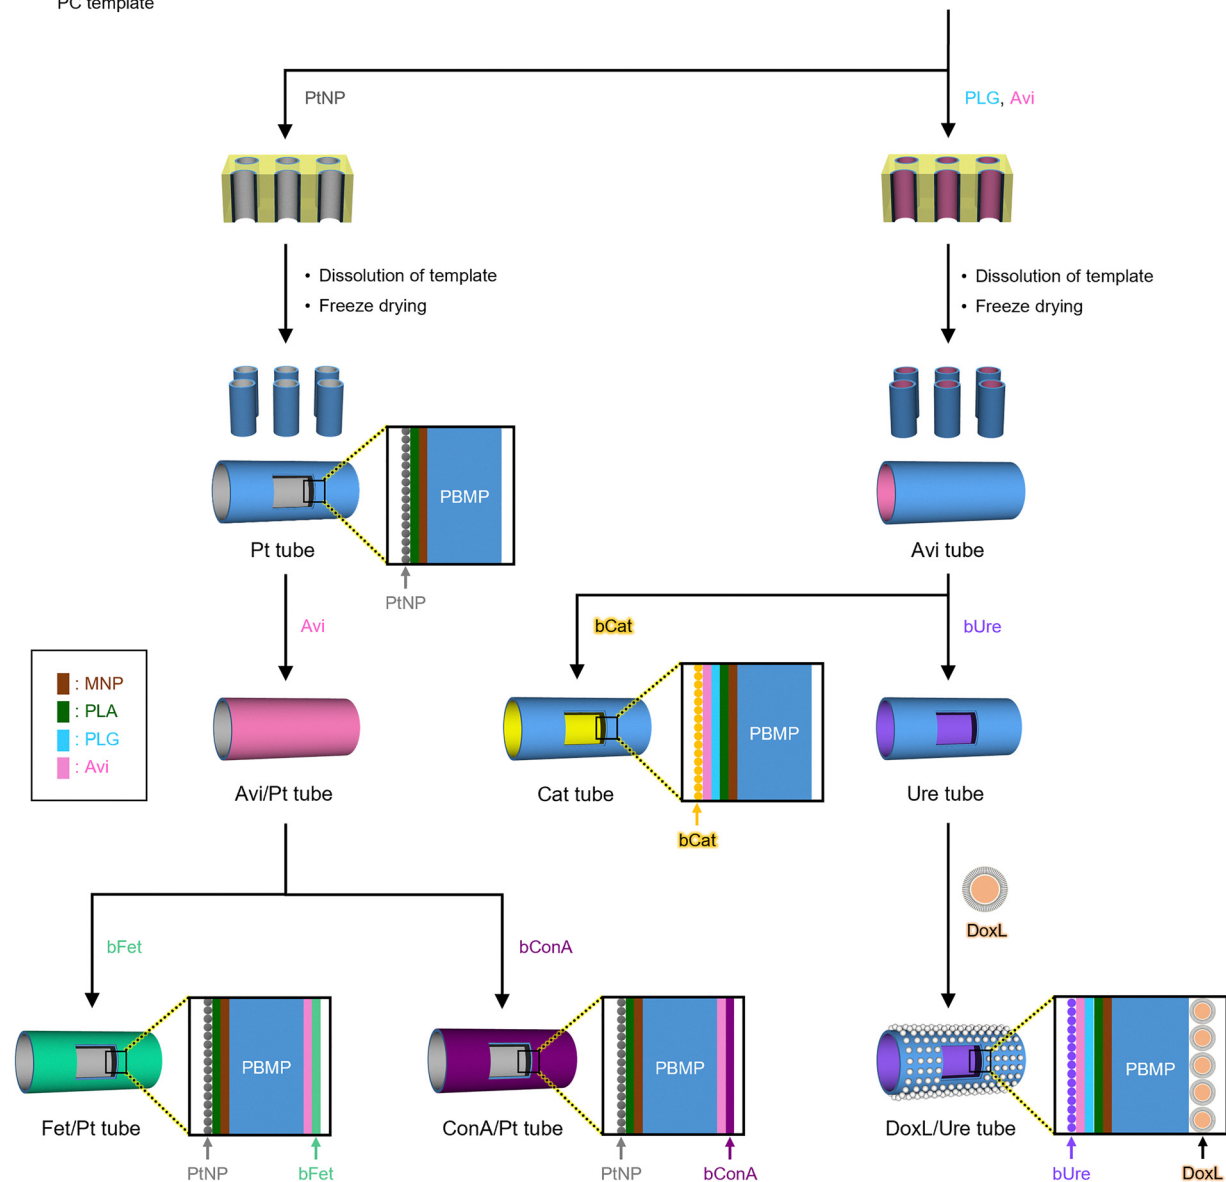 PC template
PtNP
PLG, Avi
• Dissolution of template
• Freeze drying
• Dissolution of template
• Freeze drying
PBMP
Pt tube
PtNP
Avi tube
Avi
bCat
bUre
: MNP
: PLA
: PLG
: Avi
PBMP
Avi/Pt tube
Cat tube
Ure tube
bCat
DoxL
bFet
bConA
PBMP
PBMP
PBMP
Fet/Pt tube
ConA/Pt tube
DoxL/Ure tube
PtNP
bFet
PtNP
bConA
bUre
DoxL